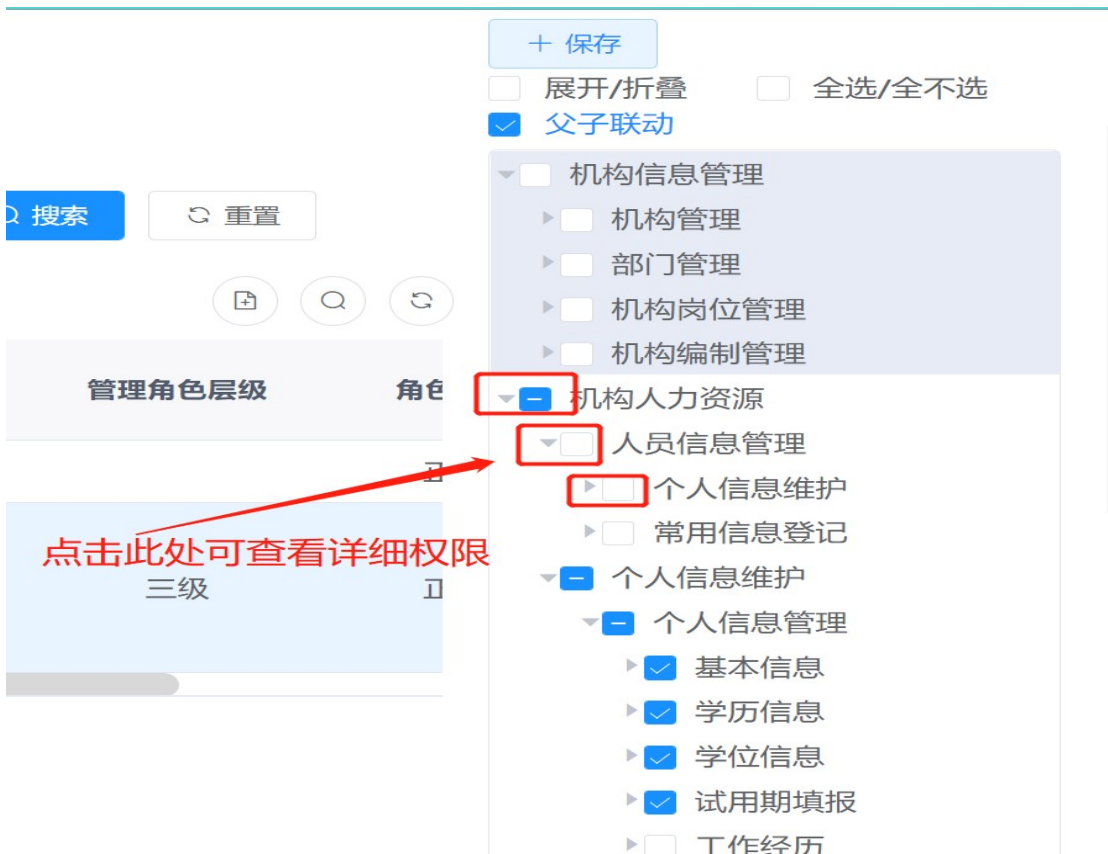 + 保存
展开/折叠 全选/全不选
父子联动
机构信息管理
搜索 重置
机构管理
部门管理
机构岗位管理
机构编制管理
管理角色层级 角色
机构人力资源
人员信息管理
个人信息维护
常用信息登记
点击此处可查看详细权限
三级
个人信息维护
个人信息管理
基本信息
学历信息
学位信息
试用期填报
工作经历